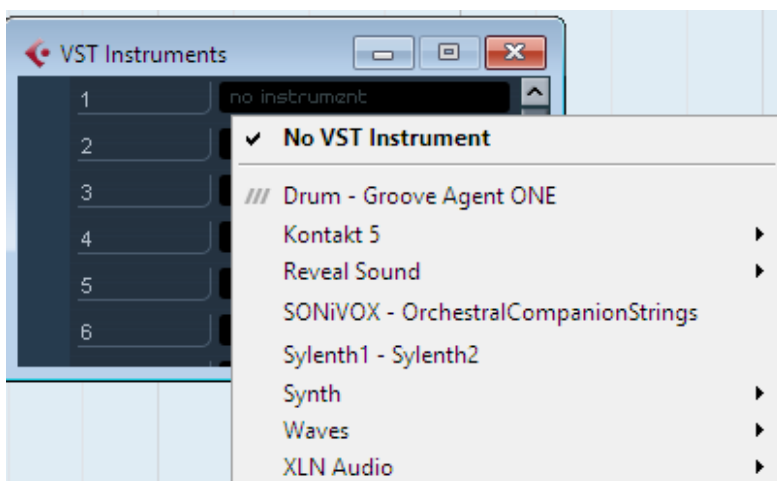 VST Instruments
1 no instrument
2
3
4
5
6
No VST Instrument
Drum - Groove Agent ONE
Kontakt 5
Reveal Sound
SONiVOX - OrchestralCompanionStrings
Sylenth1 - Sylenth2
Synth
Waves
XLN Audio